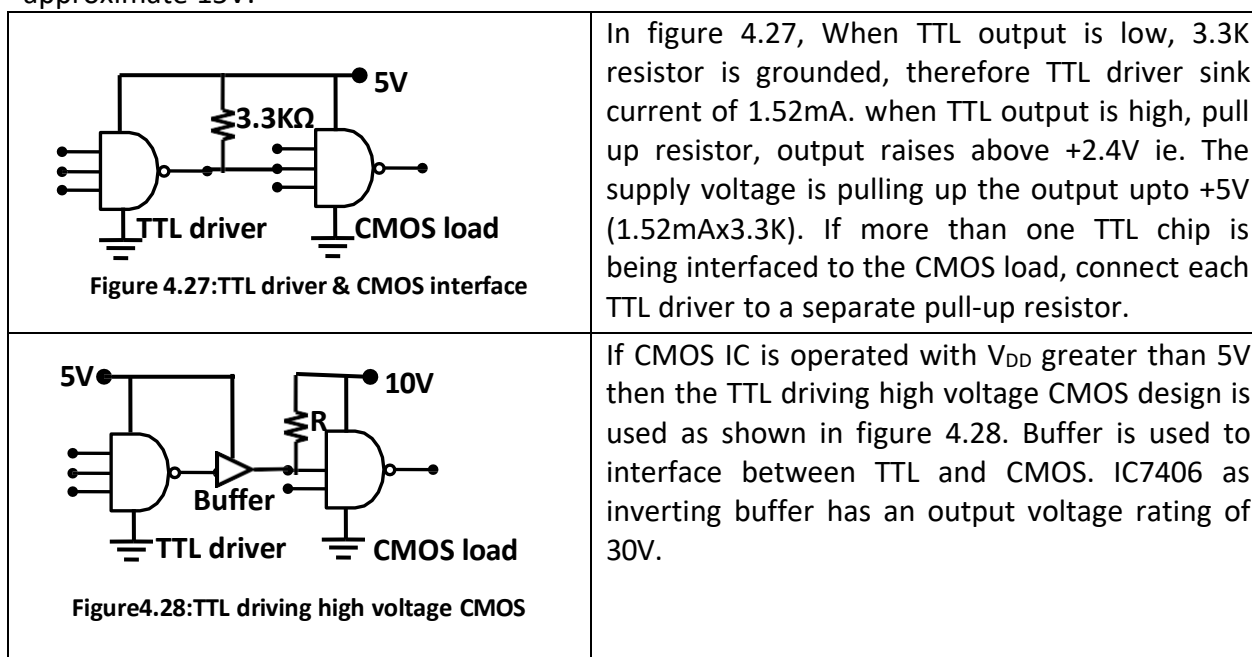 approximate 15V.
5V
3.3KΩ
TTL driver
CMOS load
Figure 4.27:TTL driver & CMOS interface
In figure 4.27, When TTL output is low, 3.3K
resistor is grounded, therefore TTL driver sink
current of 1.52mA. when TTL output is high, pull
up resistor, output raises above +2.4V ie. The
supply voltage is pulling up the output upto +5V
(1.52mAx3.3K). If more than one TTL chip is
being interfaced to the CMOS load, connect each
TTL driver to a separate pull-up resistor.
5V
10V
R
Buffer
TTL driver
CMOS load
Figure4.28:TTL driving high voltage CMOS
If CMOS IC is operated with VDD greater than 5V
then the TTL driving high voltage CMOS design is
used as shown in figure 4.28. Buffer is used to
interface between TTL and CMOS. IC7406 as
inverting buffer has an output voltage rating of
30V.